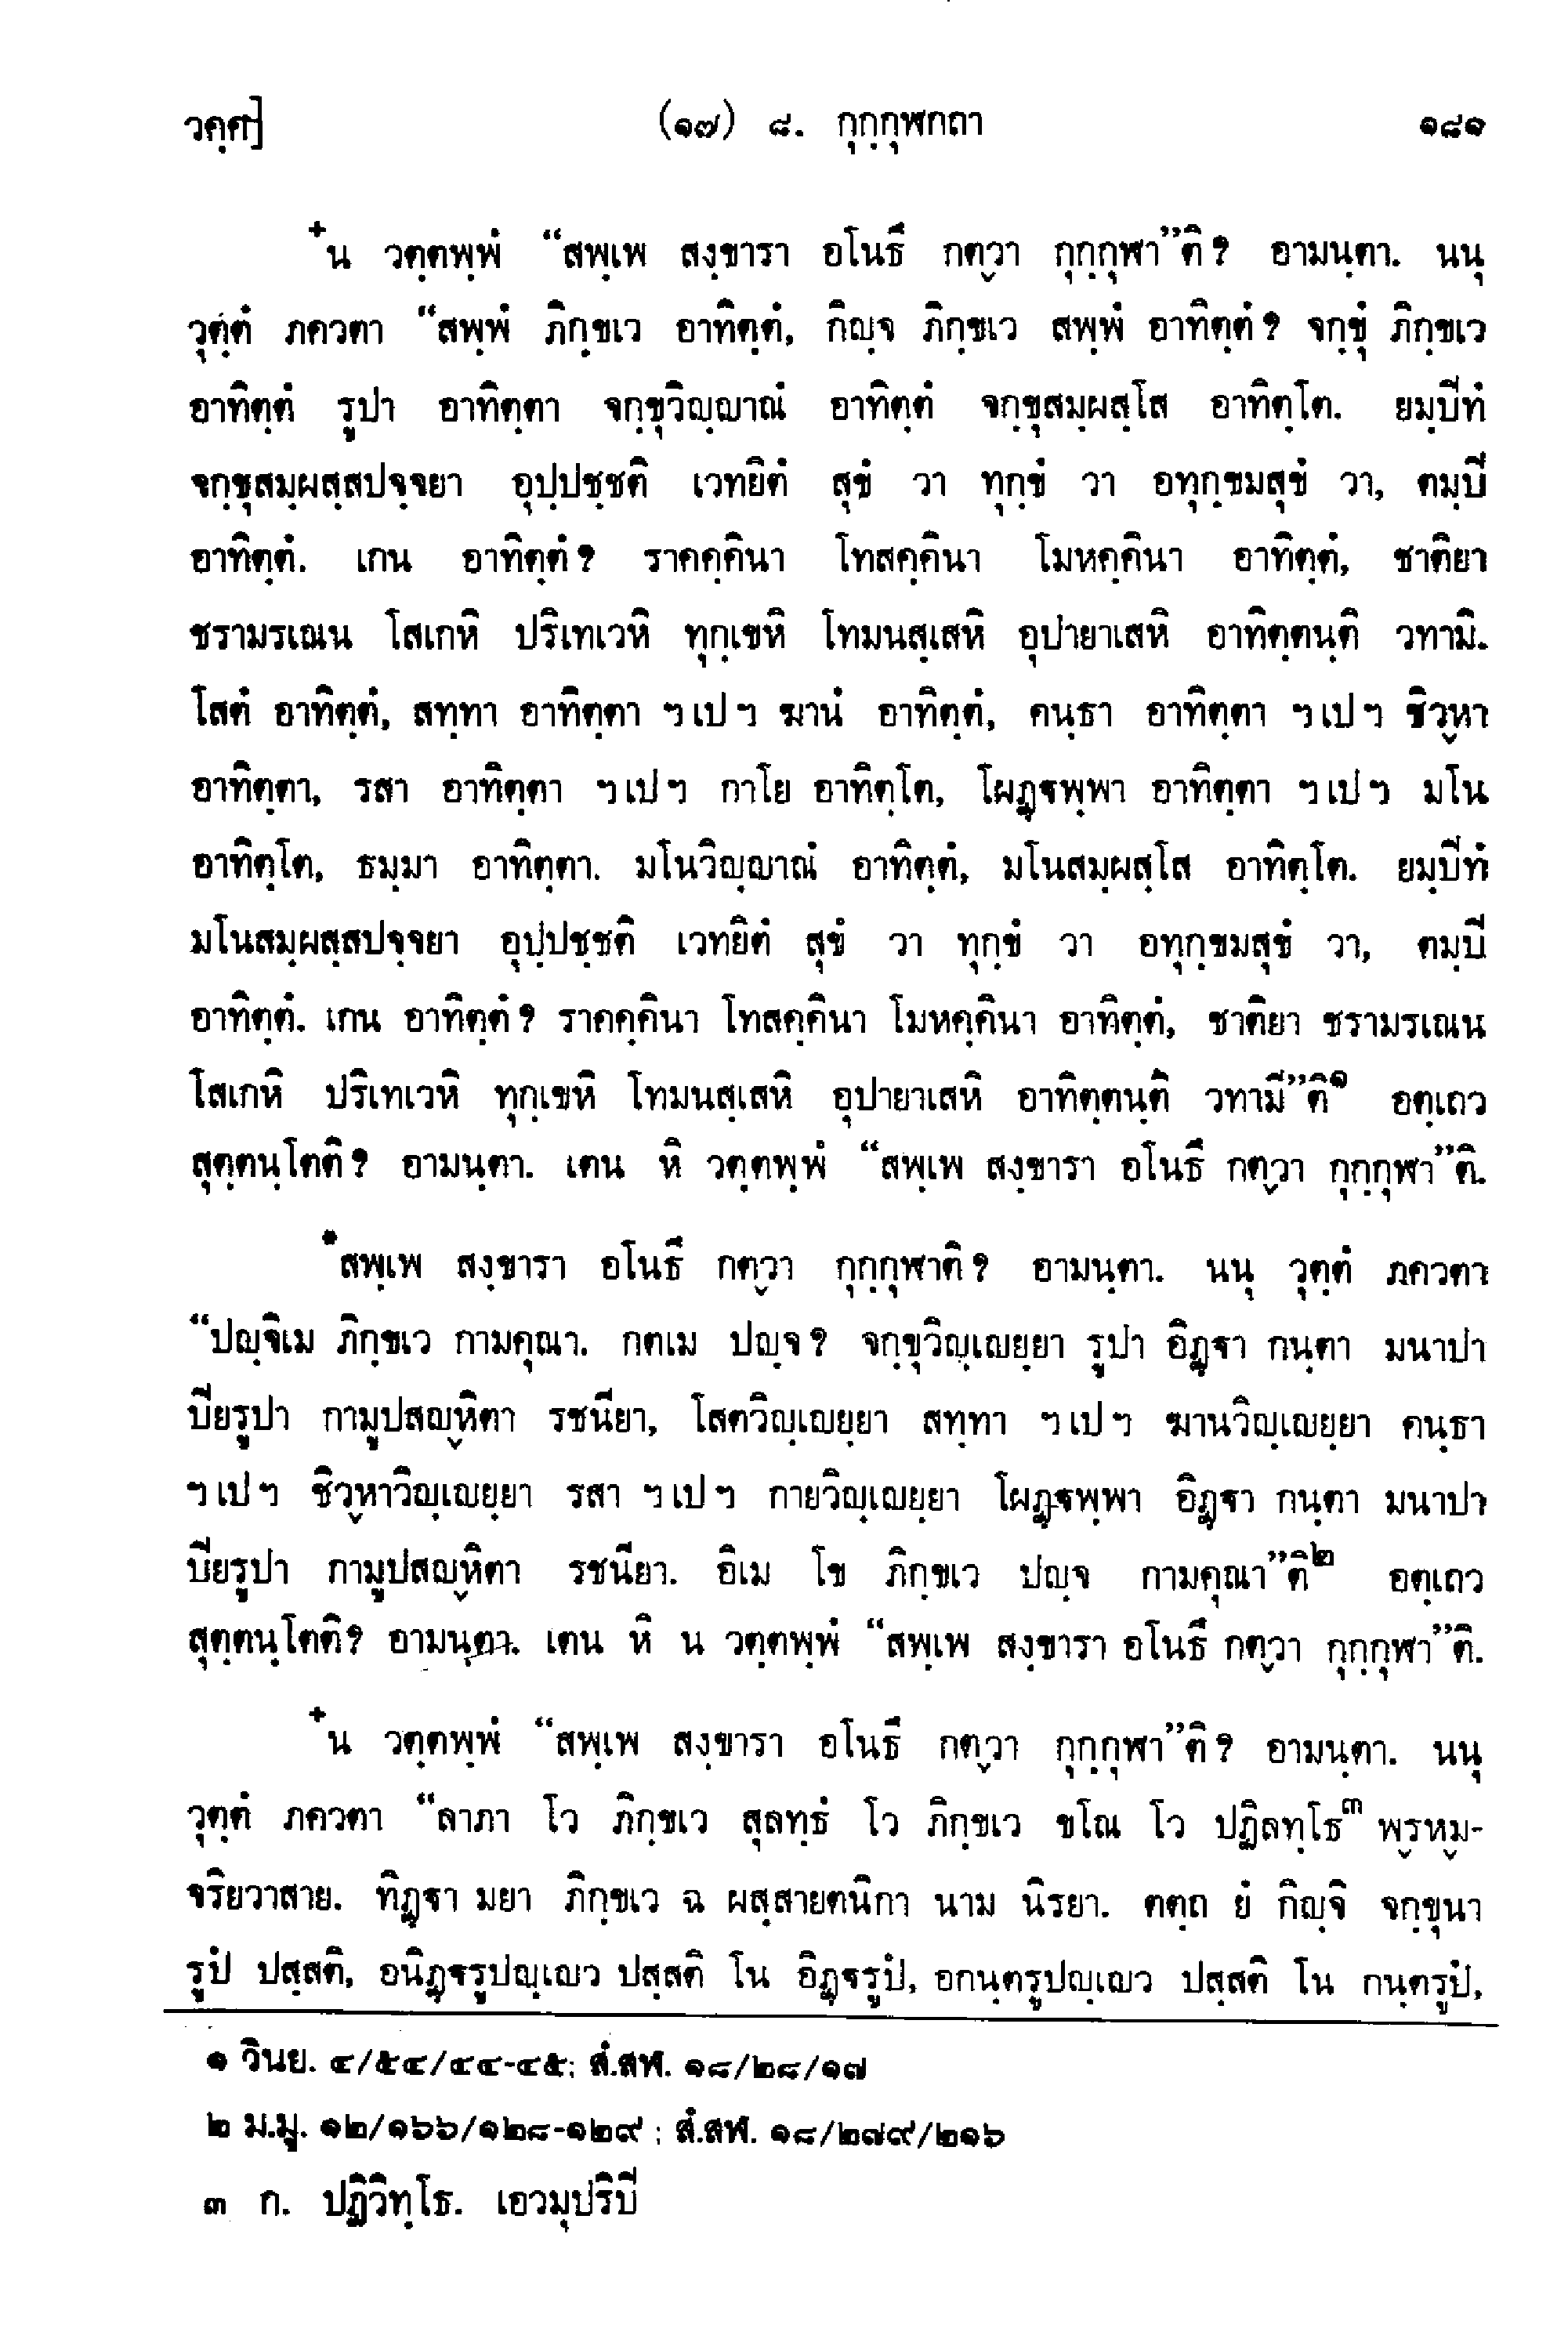 วคฺค] (๑๗) ๘. กุกฺกุฬกถา ๑๘๑
+น วตฺตพฺพํ “สพฺเพ สงฺขารา อโนธึ กตฺวา กุกฺกุฬา”ติ? อามนฺตา. นนุ
วุตฺตํ ภควตา “สพฺพํ ภิกฺขเว อาทิตฺตํ, กิญฺจ ภิกฺขเว สพฺพํ อาทิตฺตํ? จกฺขุํ ภิกฺขเว
อาทิตฺตํ รูปา อาทิตฺตา จกฺขุวิญฺญาณํ อาทิตฺตํ จกฺขุสมฺผสฺโส อาทิตฺโต. ยมฺปีทํ
จกฺขุสมฺผสฺสปจฺจยา อุปฺปชฺชติ เวทยิตํ สุขํ วา ทุกฺขํ วา อทุกฺขมสุขํ วา, ตมฺปี
อาทิตฺตํ. เกน อาทิตฺตํ? ราคคฺคินา โทสคฺคินา โมหคฺคินา อาทิตฺตํ, ชาติยา
ชรามรเณน โสเกหิ ปริเทเวหิ ทุกฺเขหิ โทมนสฺเสหิ อุปายาเสหิ อาทิตฺตนฺติ วทามิ.
โสตํ อาทิตฺตํ, สทฺทา อาทิตฺตา ฯเปฯ ฆานํ อาทิตฺตํ, คนฺธา อาทิตฺตา ฯเปฯ ชิวฺหา
อาทิตฺตา, รสา อาทิตฺตา ฯเปฯ กาโย อาทิตฺโต, โผฏฺฐพฺพา อาทิตฺตา ฯเปฯ มโน
อาทิตฺโต, ธมฺมา อาทิตฺตา. มโนวิญฺญาณํ อาทิตฺตํ, มโนสมฺผสฺโส อาทิตฺโต. ยมฺปีทํ
มโนสมฺผสฺสปจฺจยา อุปฺปชฺชติ เวทยิตํ สุขํ วา ทุกฺขํ วา อทุกฺขมสุขํ วา, ตมฺปี
อาทิตฺตํ. เกน อาทิตฺตํ? ราคคฺคินา โทสคฺคินา โมหคฺคินา อาทิตฺตํ, ชาติยา ชรามรเณน
โสเกหิ ปริเทเวหิ ทุกฺเขหิ โทมนสฺเสหิ อุปายาเสหิ อาทิตฺตนฺติ วทามี”ติ๑ อตฺเถว
สุตฺตนฺโตติ? อามนฺตา. เตน หิ วตฺตพฺพํ “สพฺเพ สงฺขารา อโนธึ กตฺวา กุกฺกุฬา”ติ.
*สพฺเพ สงฺขารา อโนธึ กตฺวา กุกฺกุฬาติ? อามนฺตา. นนุ วุตฺตํ ภควตา
“ปญฺจิเม ภิกฺขเว กามคุณา. กตเม ปญฺจ? จกฺขุวิญฺเญยฺยา รูปา อิฏฺฐา กนฺตา มนาปา
ปิยรูปา กามูปสญฺหิตา รชนียา, โสตวิญฺเญยฺยา สทฺทา ฯเปฯ ฆานวิญฺเญยฺยา คนฺธา
ฯเปฯ ชิวฺหาวิญฺเญยฺยา รสา ฯเปฯ กายวิญฺเญยฺยา โผฏฺฐพฺพา อิฏฺฐา กนฺตา มนาปา
ปิยรูปา กามูปสญฺหิตา รชนียา. อิเม โข ภิกฺขเว ปญฺจ กามคุณา”ติ๒ อตฺเถว
สุตฺตนฺโตติ? อามนฺตา. เตน หิ น วตฺตพฺพํ “สพฺเพ สงฺขารา อโนธึ กตฺวา กุกฺกุฬา”ติ.
+น วตฺตพฺพํ “สพฺเพ สงฺขารา อโนธึ กตฺวา กุกฺกุฬา”ติ? อามนฺตา. นนุ
วุตฺตํ ภควตา “ลาภา โว ภิกฺขเว สุลทฺธํ โว ภิกฺขเว ขโณ โว ปฏิลทฺโธ๓ พฺรหฺม-
จริยวาสาย. ทิฏฺฐา มยา ภิกฺขเว ฉ ผสฺสายตนิกา นาม นิรยา. ตตฺถ ยํ กิญฺจิ จกฺขุนา
รูปํ ปสฺสติ, อนิฏฺฐรูปญฺเญว ปสฺสติ โน อิฏฺฐรูปํ, อกนฺตรูปญฺเญว ปสฺสติ โน กนฺตรูปํ,
๑ วินย. ๔/๕๔/๔๔-๔๕; สํ.สฬ. ๑๘/๒๘/๑๗
๒ ม.มู. ๑๒/๑๖๖/๑๒๘-๑๒๙; สํ.สฬ. ๑๘/๒๗๙/๒๑๖
๓ ก. ปฏิวิทฺโธ. เอวมุปริปี